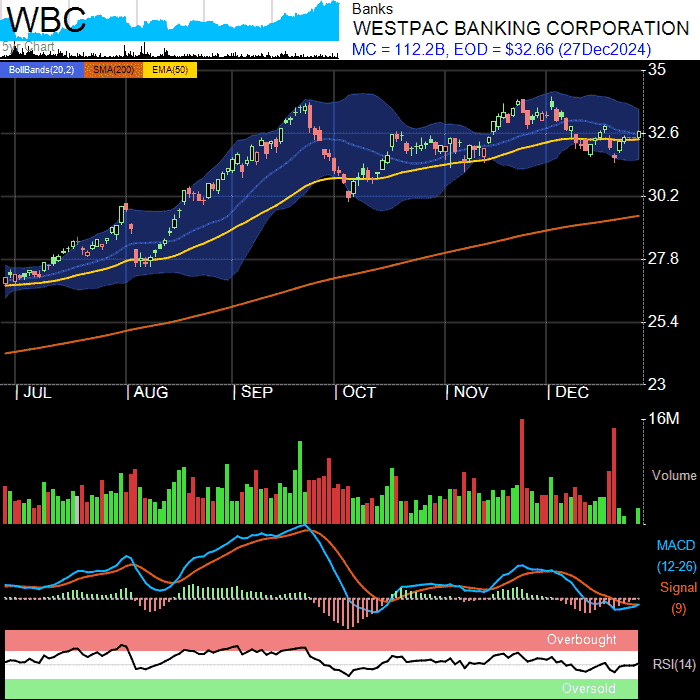 WBC
5yr Chart
Banks
WESTPAC BANKING CORPORATION
MC = 112.2B, EOD = $32.66 (27Dec2024)
BollBands(20,2) SMA(200) EMA(50)
35
32.6
30.2
27.8
25.4
23
JUL AUG SEP OCT NOV DEC
16M
Volume
MACD
(12-26)
Signal
(9)
Overbought
RSI(14)
Oversold